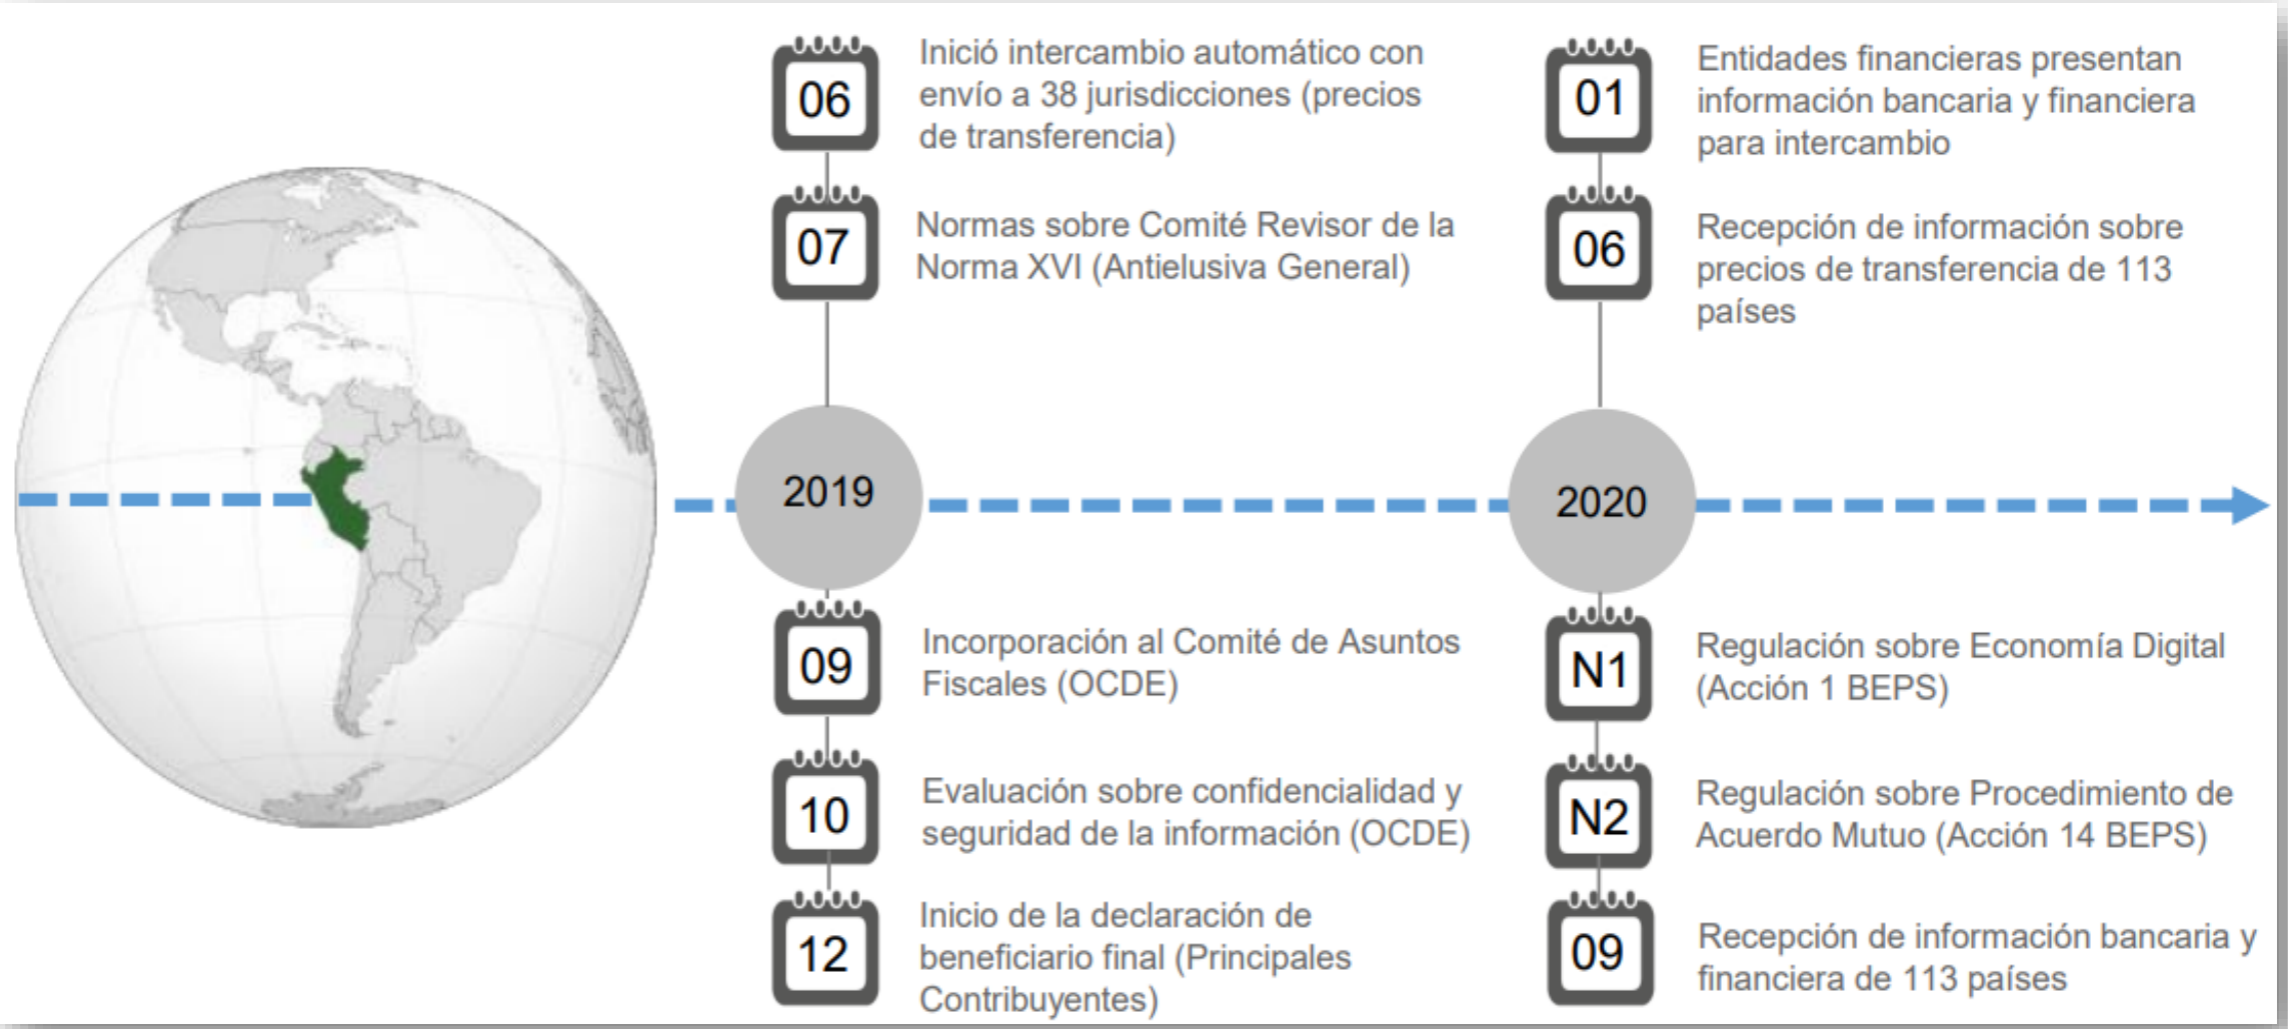 06
Inició intercambio automático con
envío a 38 jurisdicciones (precios
de transferencia)
07
Normas sobre Comité Revisor de la
Norma XVI (Antielusiva General)
2019
09
Incorporación al Comité de Asuntos
Fiscales (OCDE)
10
Evaluación sobre confidencialidad y
seguridad de la información (OCDE)
12
Inicio de la declaración de
beneficiario final (Principales
Contribuyentes)
01
Entidades financieras presentan
información bancaria y financiera
para intercambio
06
Recepción de información sobre
precios de transferencia de 113
países
2020
N1
Regulación sobre Economía Digital
(Acción 1 BEPS)
N2
Regulación sobre Procedimiento de
Acuerdo Mutuo (Acción 14 BEPS)
09
Recepción de información bancaria y
financiera de 113 países